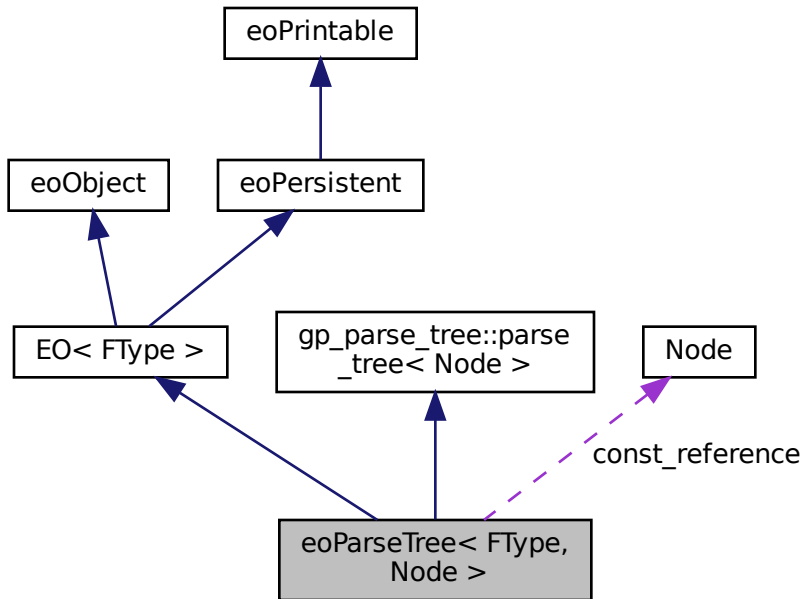 eoPrintable
eoObject
eoPersistent
EO< FType >
gp_parse_tree::parse
_tree< Node >
Node
const_reference
eoParseTree< FType,
Node >